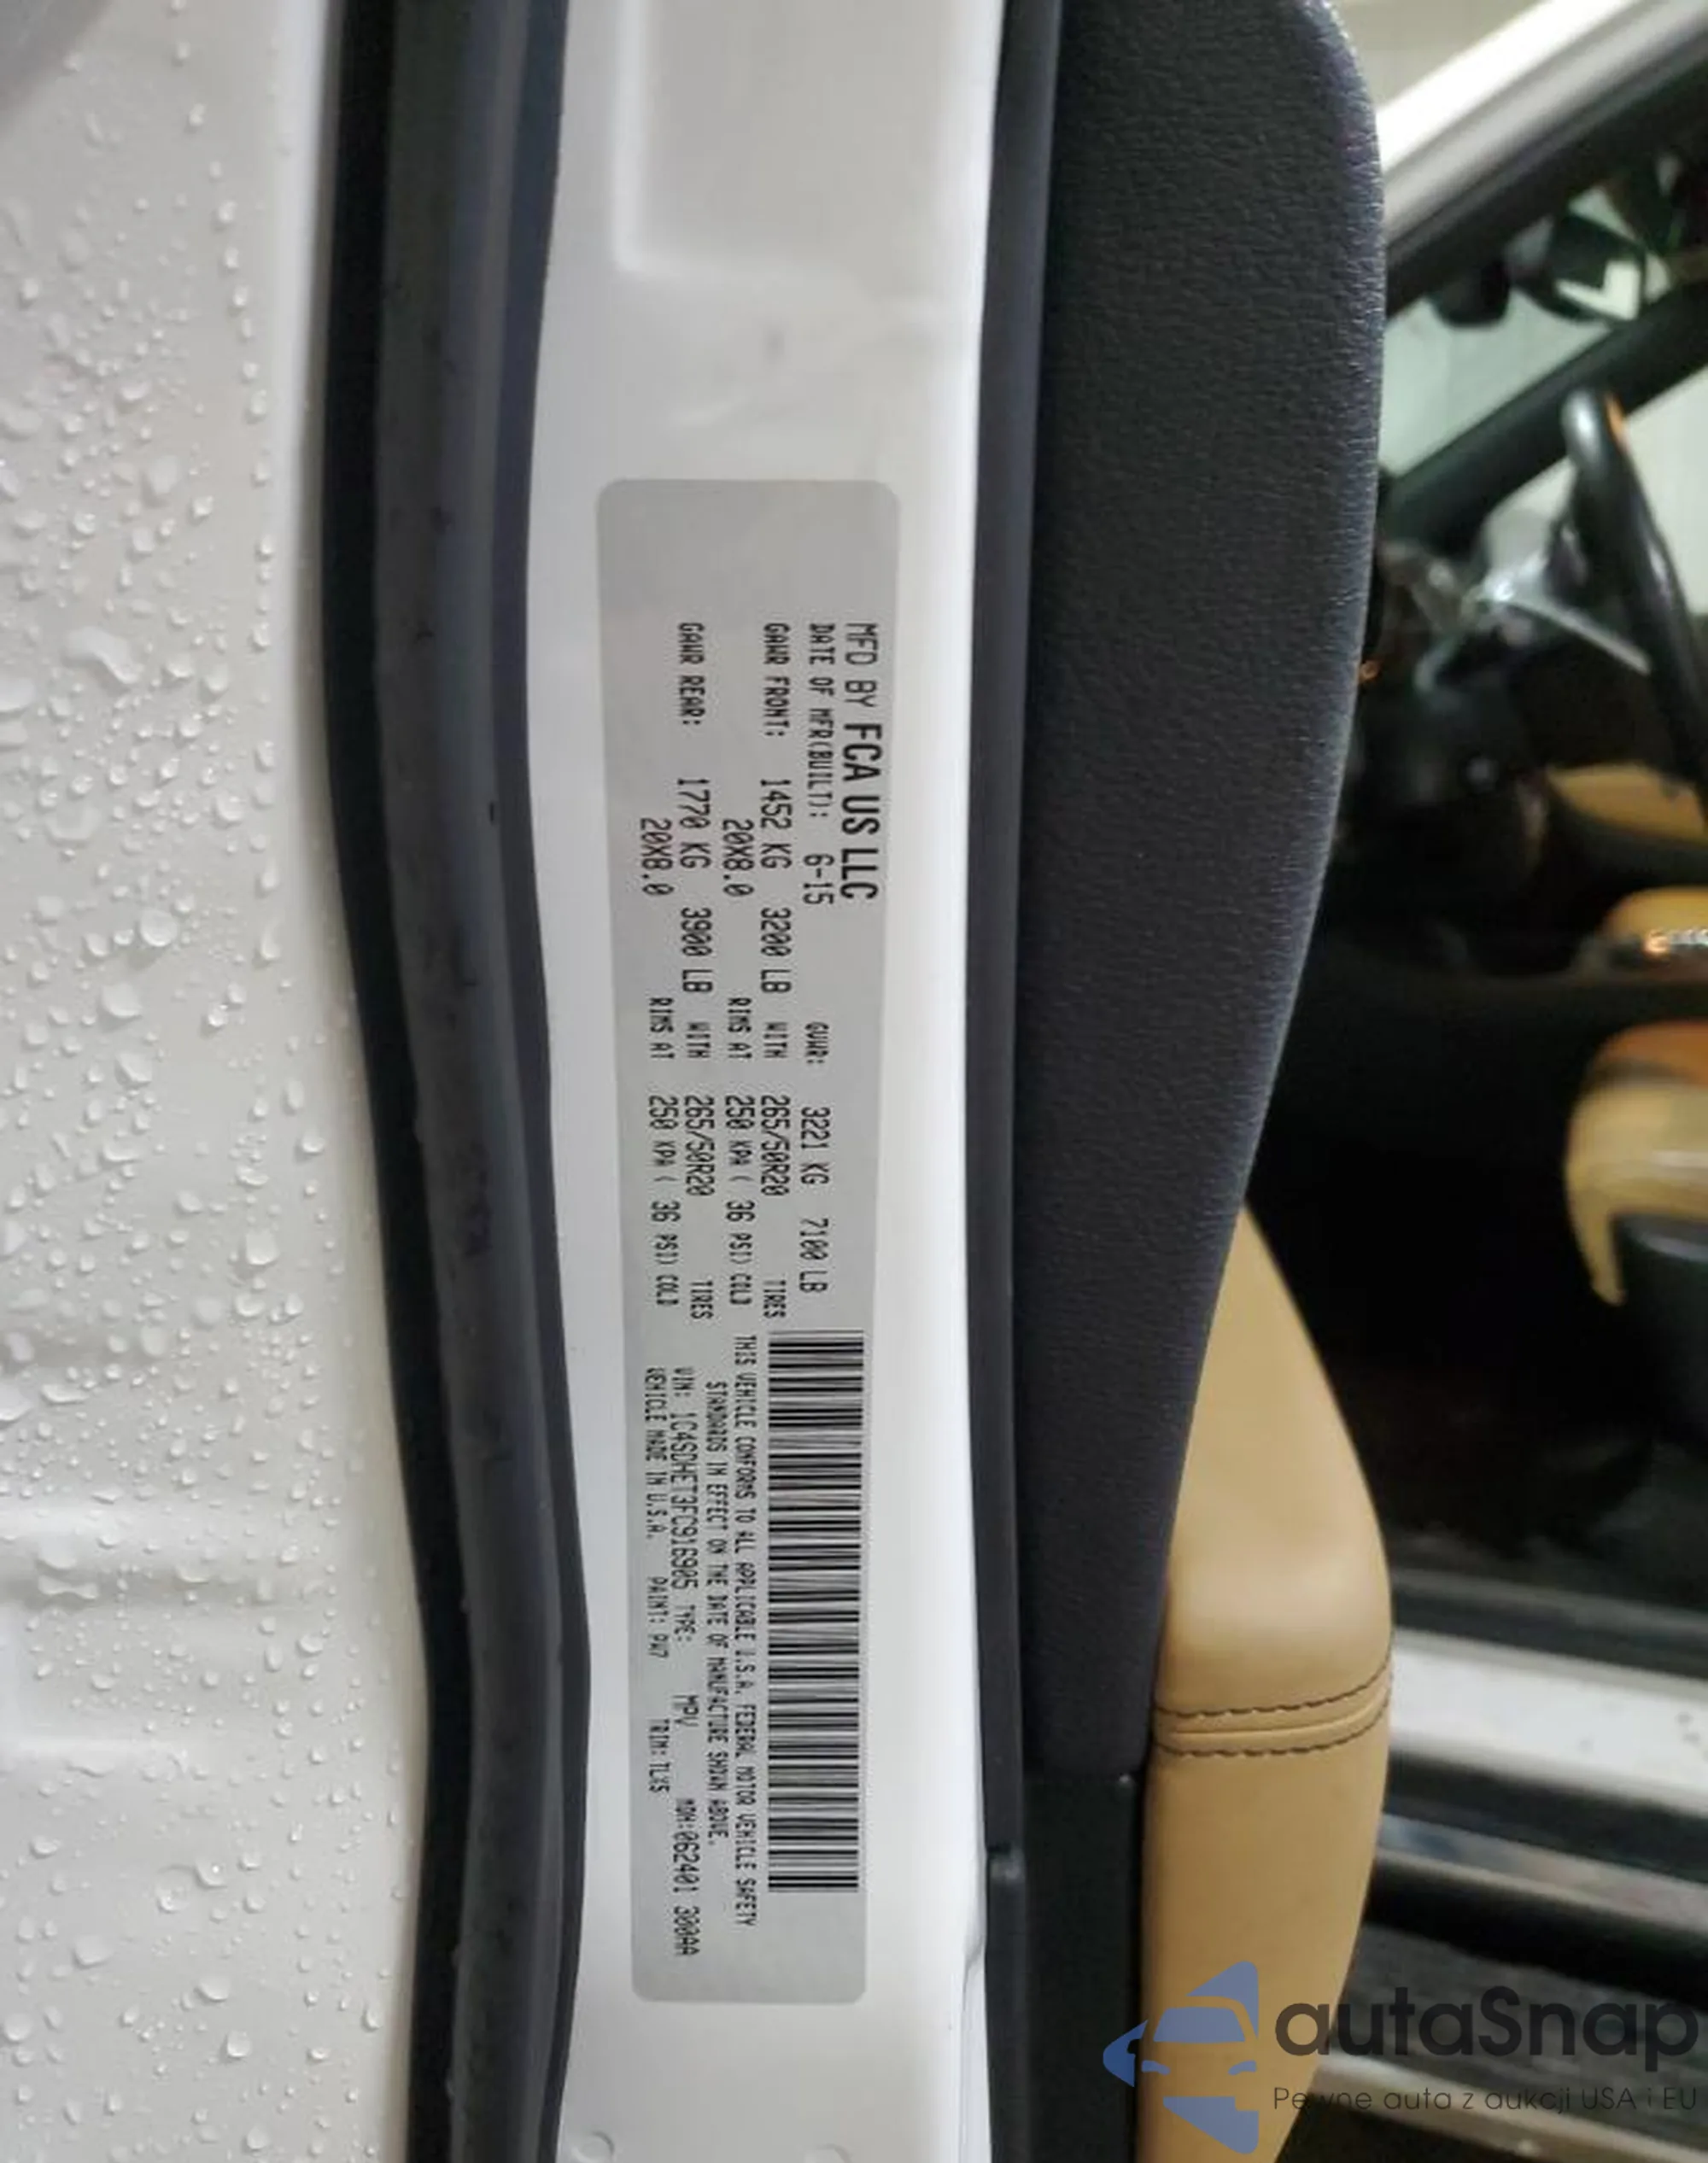 MFD BY FCA US LLC
DATE OF MFR(BUILT): 6-15 GVWR: 3221 KG 7100 LB
GAWR FRONT: 1452 KG 3200 LB WITH 265/50R20 TIRES
20X8.0 RIMS AT 250 KPA ( 36 PSI) COLD
GAWR REAR: 1770 KG 3900 LB WITH 265/50R20 TIRES
20X8.0 RIMS AT 250 KPA ( 36 PSI) COLD
THIS VEHICLE CONFORMS TO ALL APPLICABLE U.S.A. FEDERAL MOTOR VEHICLE SAFETY
STANDARDS IN EFFECT ON THE DATE OF MANUFACTURE SHOWN ABOVE.
VIN: 1C4SDHET3FC916905 TYPE: MPV MDH:062401 300AA
VEHICLE MADE IN U.S.A. PAINT: PW7 TRIM: TLX5
autaSnap
Pewne auta z aukcji USA i EU